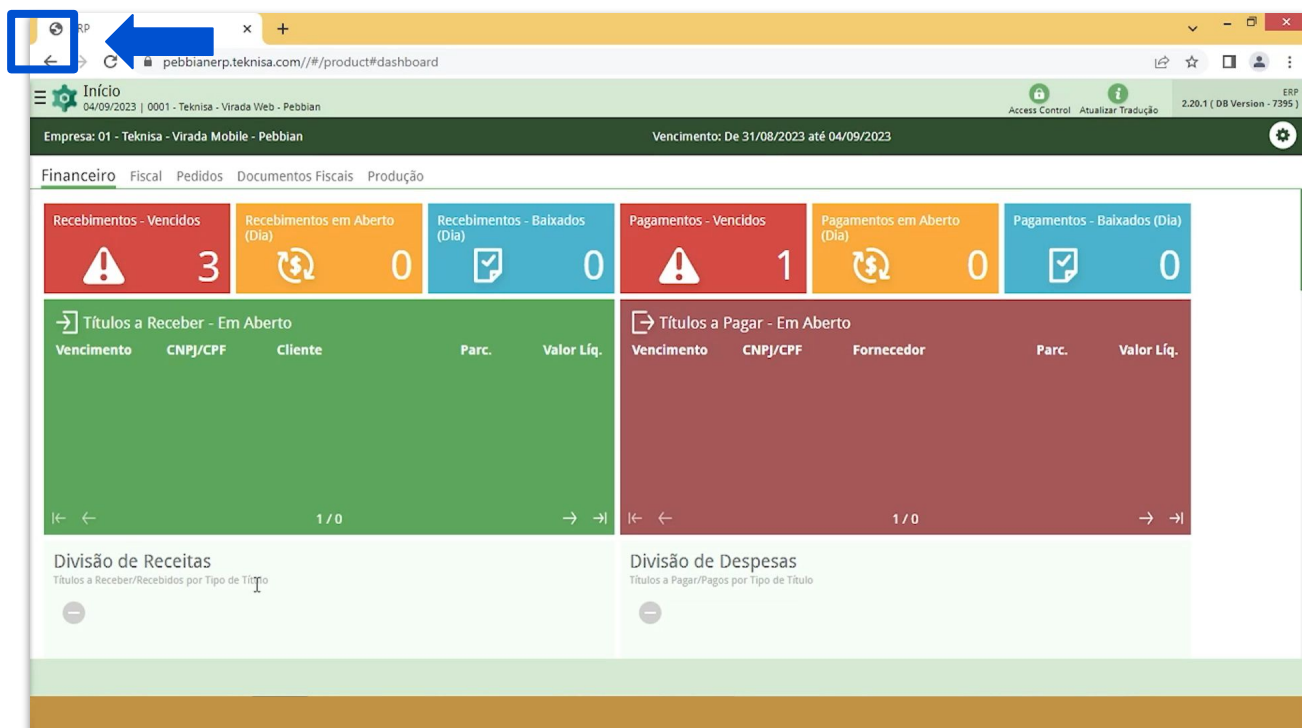 RP
pebbianerp.teknisa.com//#/product#dashboard
Início
04/09/2023 | 0001 - Teknisa - Virada Web - Pebbian
Access Control Atualizar Tradução
ERP
2.20.1 ( DB Version - 7395 )
Empresa: 01 - Teknisa - Virada Mobile - Pebbian Vencimento: De 31/08/2023 até 04/09/2023
Financeiro Fiscal Pedidos Documentos Fiscais Produção
Recebimentos - Vencidos
3
Recebimentos em Aberto
(Dia)
0
Recebimentos - Baixados
(Dia)
0
Pagamentos - Vencidos
1
Pagamentos em Aberto
(Dia)
0
Pagamentos - Baixados (Dia)
0
Títulos a Receber - Em Aberto
Vencimento CNPJ/CPF Cliente Parc. Valor Líq.
1 / 0
Títulos a Pagar - Em Aberto
Vencimento CNPJ/CPF Fornecedor Parc. Valor Líq.
1 / 0
Divisão de Receitas
Títulos a Receber/Recebidos por Tipo de Título
Divisão de Despesas
Títulos a Pagar/Pagos por Tipo de Título